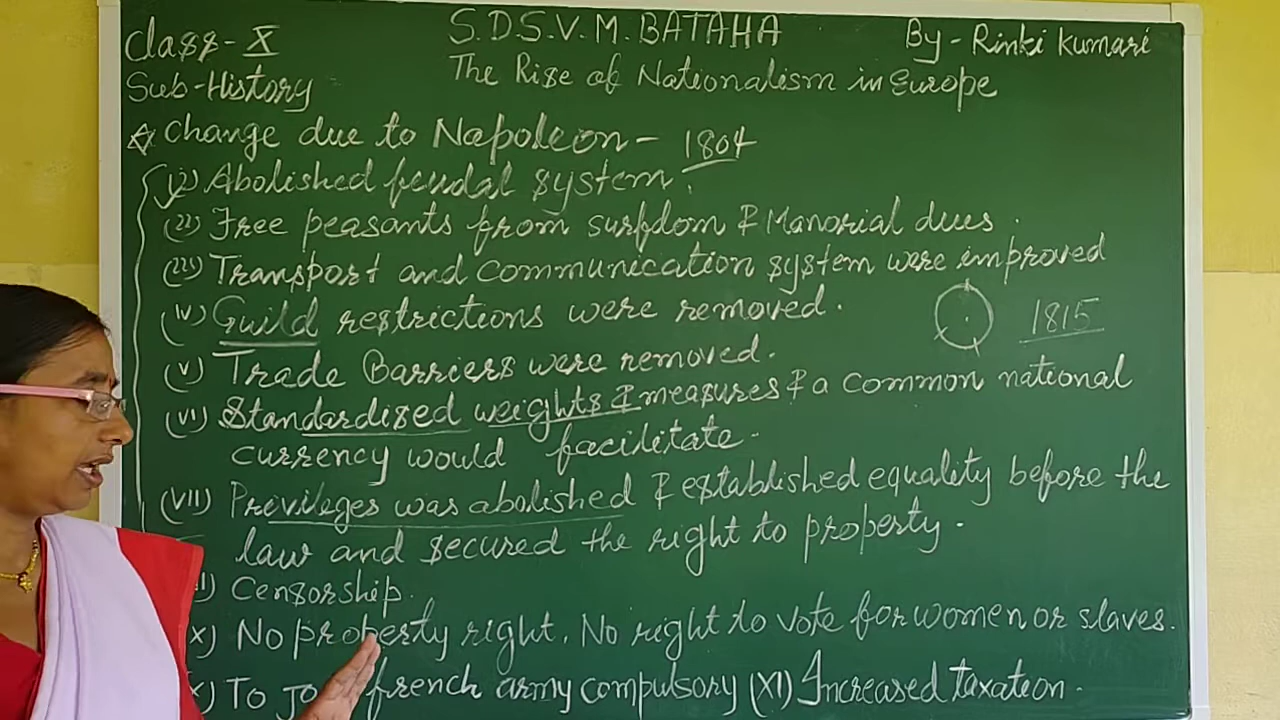 Class-X
S.D.S.V.M. BATAHA
By - Rinki Kumari
Sub-History
The Rise of Nationalism in Europe
☆ Change due to Napoleon - 1804
(i) Abolished feudal system.
(ii) Free peasants from surfdom & Manorial dues.
(iii) Transport and communication system were improved
(iv) Guild restrictions were removed.
1815
(v) Trade Barriers were removed.
(vi) Standardised weights & measures & a common national
currency would facilitate.
(vii) Privileges was abolished & established equality before the
law and secured the right to property.
Censorship.
No property right. No right to vote for women or slaves.
To french army compulsory (XI) Increased taxation.